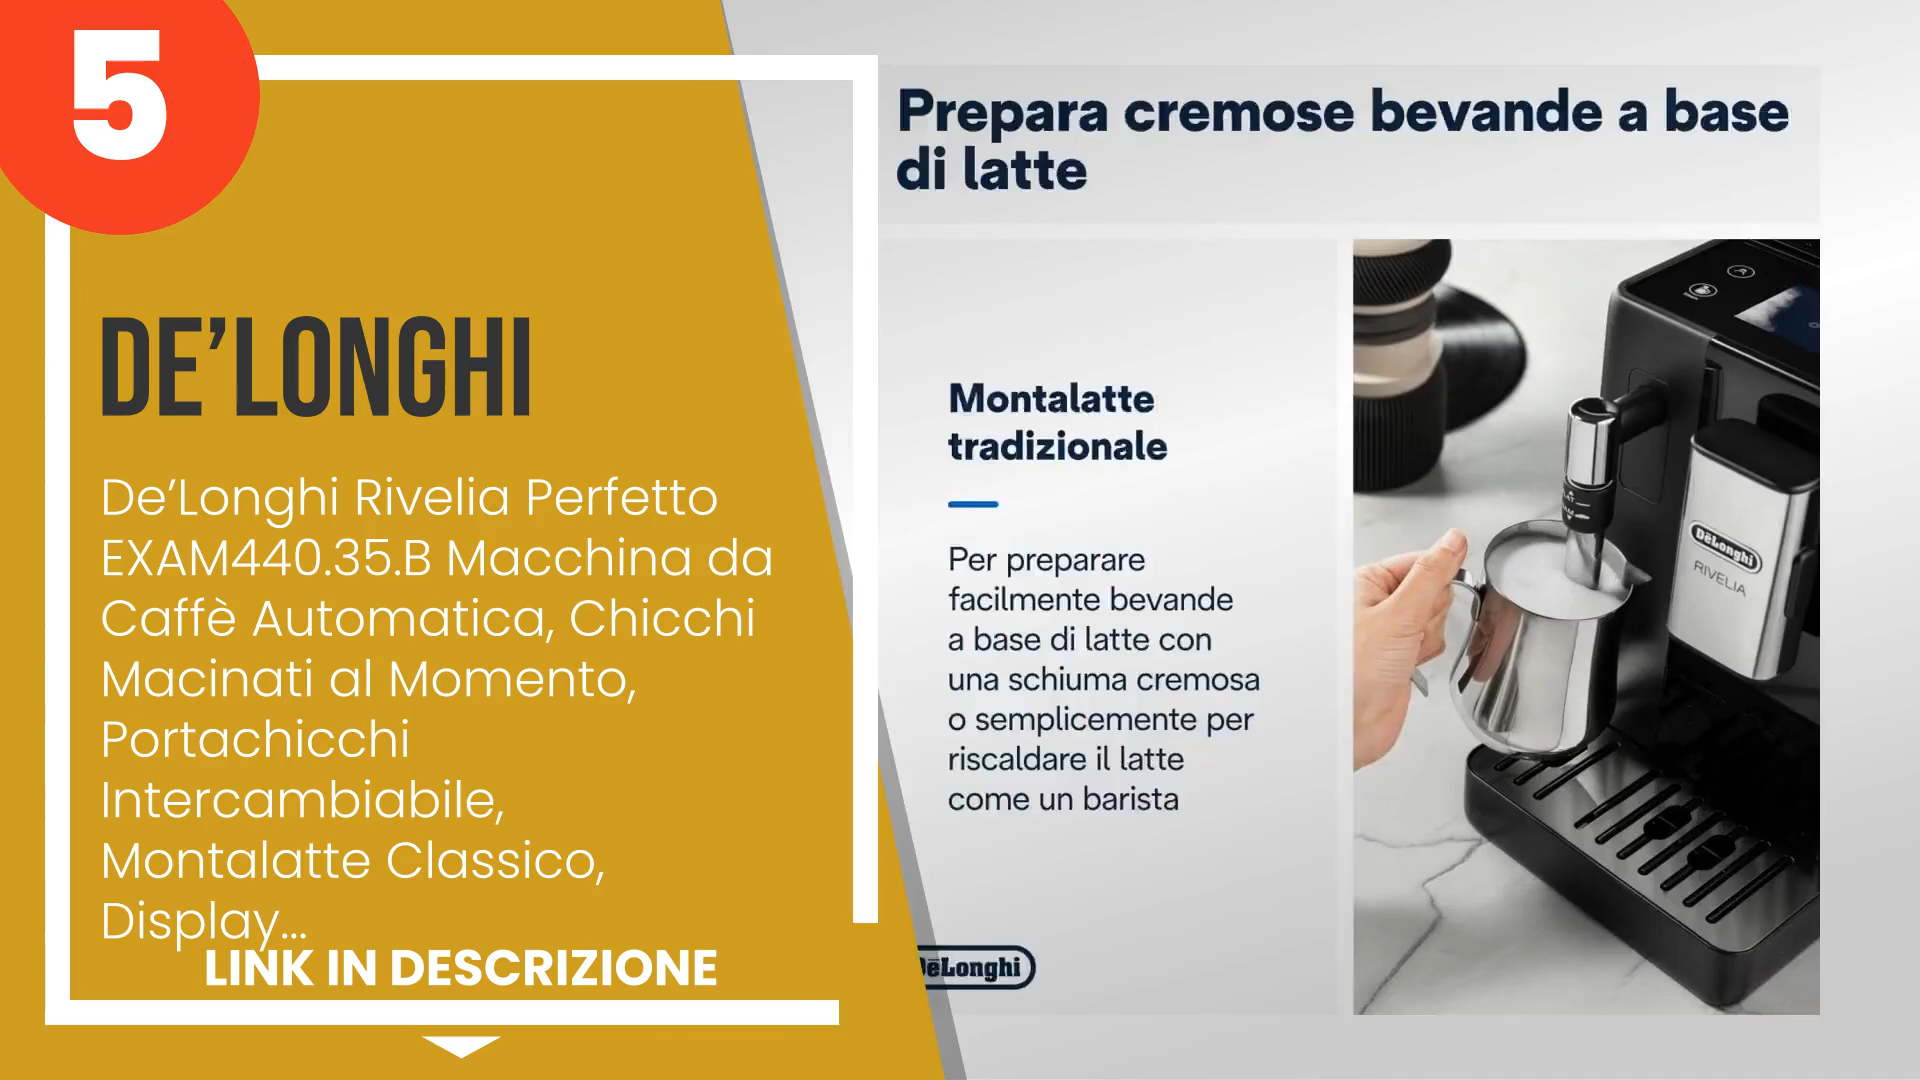 5
DE’LONGHI
De’Longhi Rivelia Perfetto
EXAM440.35.B Macchina da
Caffè Automatica, Chicchi
Macinati al Momento,
Portachicchi
Intercambiabile,
Montalatte Classico,
Display...
LINK IN DESCRIZIONE
Prepara cremose bevande a base
di latte
Montalatte
tradizionale
Per preparare
facilmente bevande
a base di latte con
una schiuma cremosa
o semplicemente per
riscaldare il latte
come un barista
DeLonghi
RIVELIA
DeLonghi